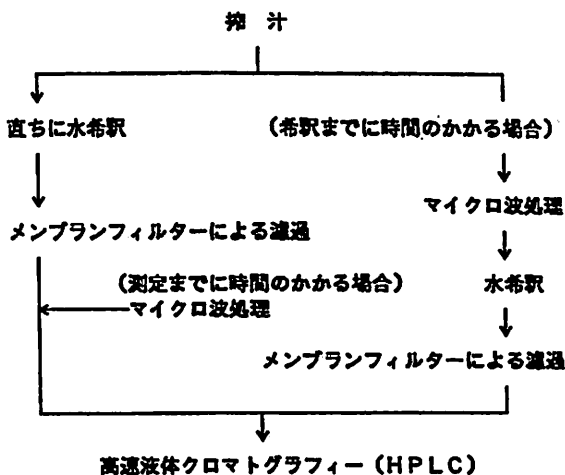 搾汁
直ちに水希釈
(希釈までに時間のかかる場合)
マイクロ波処理
メンブランフィルターによる濾過
(測定までに時間のかかる場合)
水希釈
マイクロ波処理
メンブランフィルターによる濾過
高速液体クロマトグラフィー(HPLC)